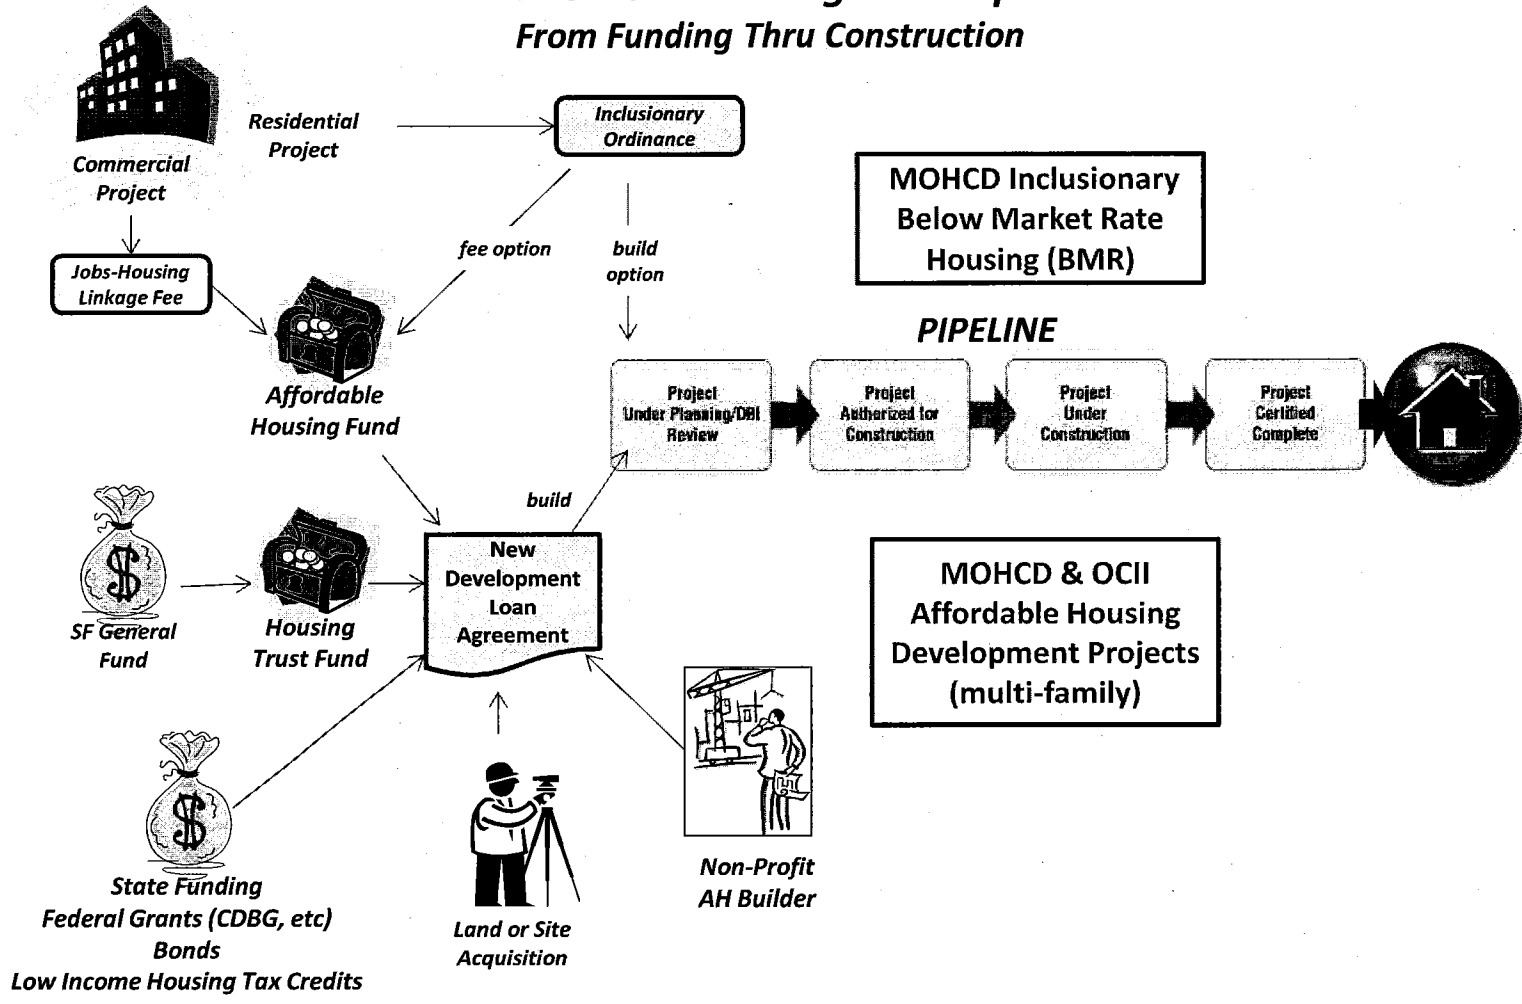 From Funding Thru Construction
Residential
Project
Inclusionary
Ordinance
Commercial
Project
MOHCD Inclusionary
Below Market Rate
Housing (BMR)
fee option
build
option
Jobs-Housing
Linkage Fee
PIPELINE
Affordable
Housing Fund
Project
Under Planning/DBI
Review
Project
Authorized for
Construction
Project
Under
Construction
Project
Certified
Complete
build
$
SF General
Fund
Housing
Trust Fund
New
Development
Loan
Agreement
MOHCD & OCII
Affordable Housing
Development Projects
(multi-family)
$
State Funding
Federal Grants (CDBG, etc)
Bonds
Low Income Housing Tax Credits
Land or Site
Acquisition
Non-Profit
AH Builder